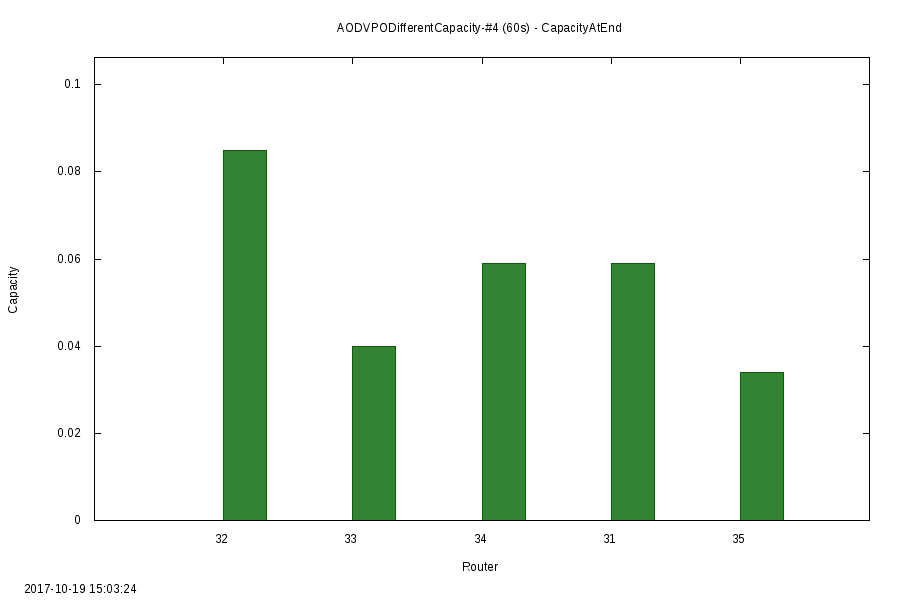 AODVPODifferentCapacity-#4 (60s) - CapacityAtEnd
0.1
0.08
0.06
0.04
0.02
0
Capacity
32 33 34 31 35
Router
2017-10-19 15:03:24